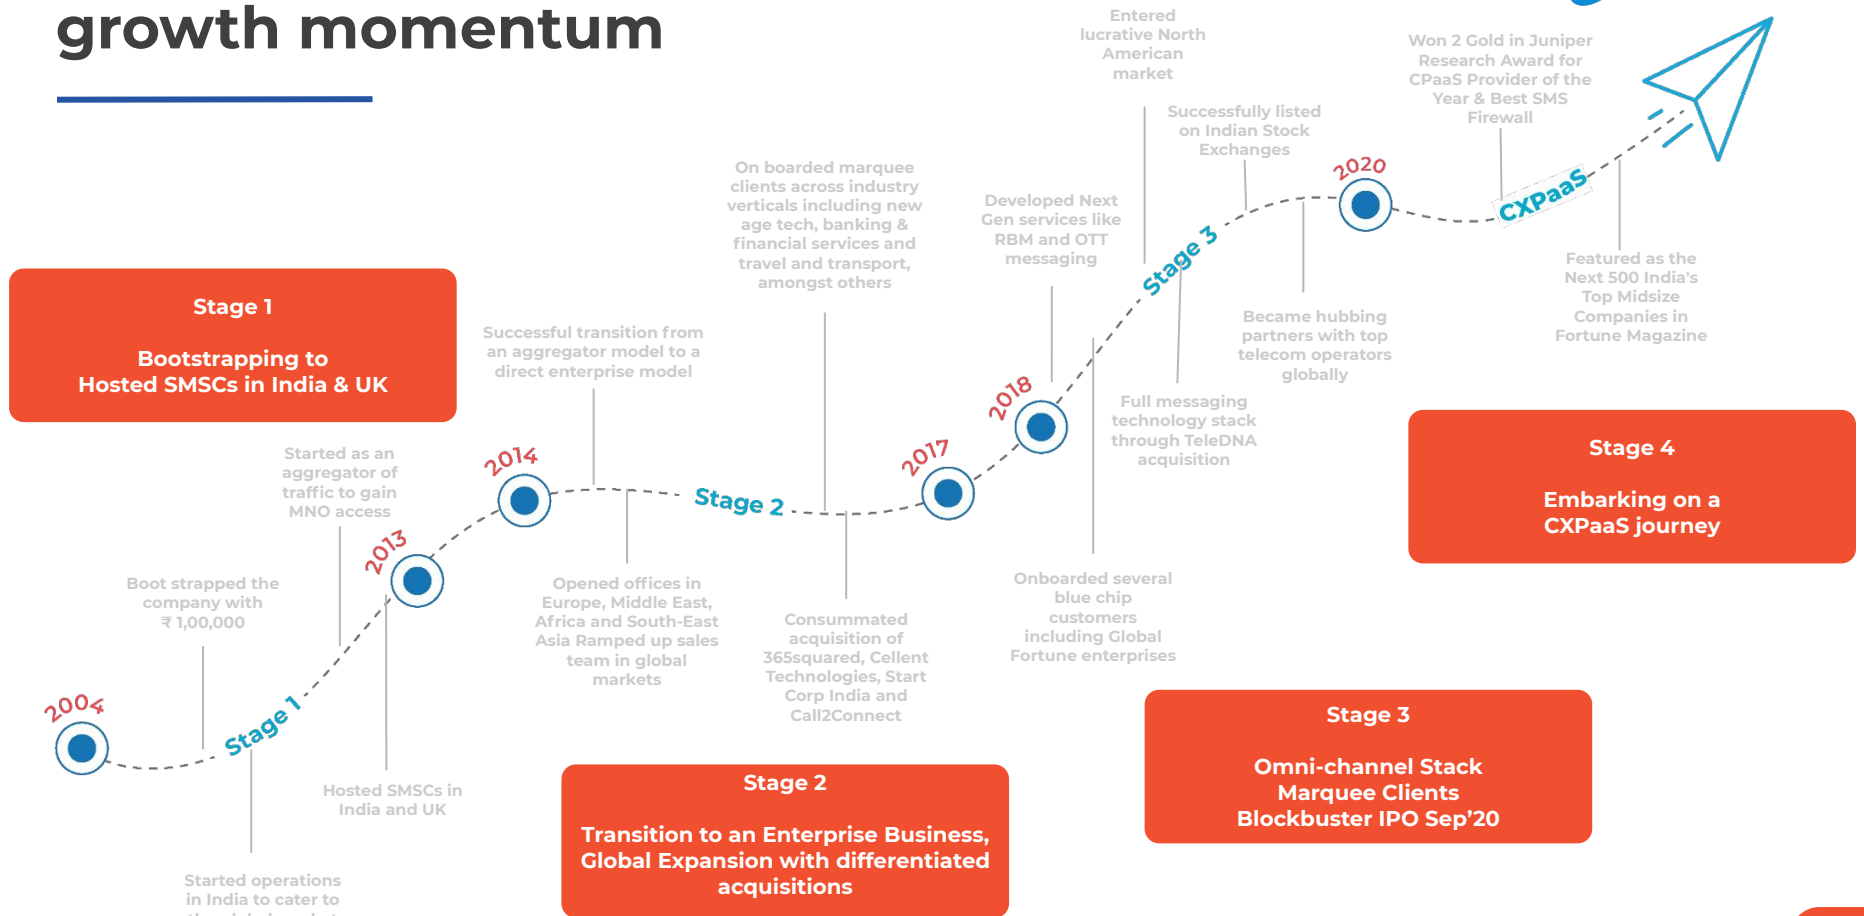 growth momentum
Entered
lucrative North
American
market
Won 2 Gold in Juniper
Research Award for
CPaaS Provider of the
Year & Best SMS
Firewall
Successfully listed
on Indian Stock
Exchanges
2020
CXPaaS
On boarded marquee
clients across industry
verticals including new
age tech, banking &
financial services and
travel and transport,
amongst others
Developed Next
Gen services like
RBM and OTT
messaging
Stage 3
Featured as the
Next 500 India's
Top Midsize
Companies in
Fortune Magazine
Stage 1
Bootstrapping to
Hosted SMSCs in India & UK
Successful transition from
an aggregator model to a
direct enterprise model
Became hubbing
partners with top
telecom operators
globally
2018
Full messaging
technology stack
through TeleDNA
acquisition
Stage 4
Embarking on a
CXPaaS journey
Started as an
aggregator of
traffic to gain
MNO access
2014
2017
Stage 2
2013
Boot strapped the
company with
₹ 1,00,000
Opened offices in
Europe, Middle East,
Africa and South-East
Asia Ramped up sales
team in global
markets
Consummated
acquisition of
365squared, Cellent
Technologies, Start
Corp India and
Call2Connect
Onboarded several
blue chip
customers
including Global
Fortune enterprises
2004
Stage 1
Hosted SMSCs in
India and UK
Stage 3
Omni-channel Stack
Marquee Clients
Blockbuster IPO Sep’20
Stage 2
Transition to an Enterprise Business,
Global Expansion with differentiated
acquisitions
Started operations
in India to cater to